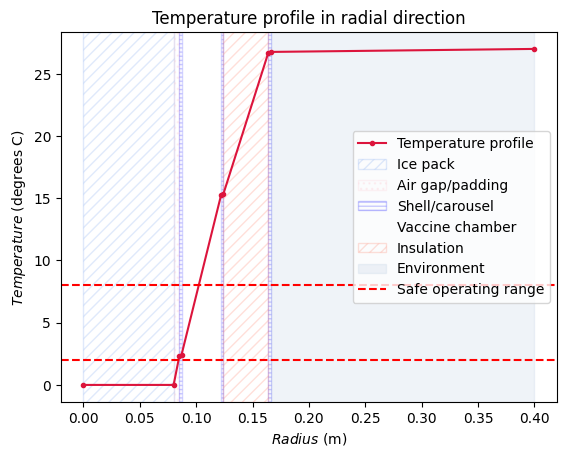 Temperature profile in radial direction
Temperature (degrees C)
25
20
15
10
5
0
Temperature profile
Ice pack
Air gap/padding
Shell/carousel
Vaccine chamber
Insulation
Environment
Safe operating range
0.00 0.05 0.10 0.15 0.20 0.25 0.30 0.35 0.40
Radius (m)